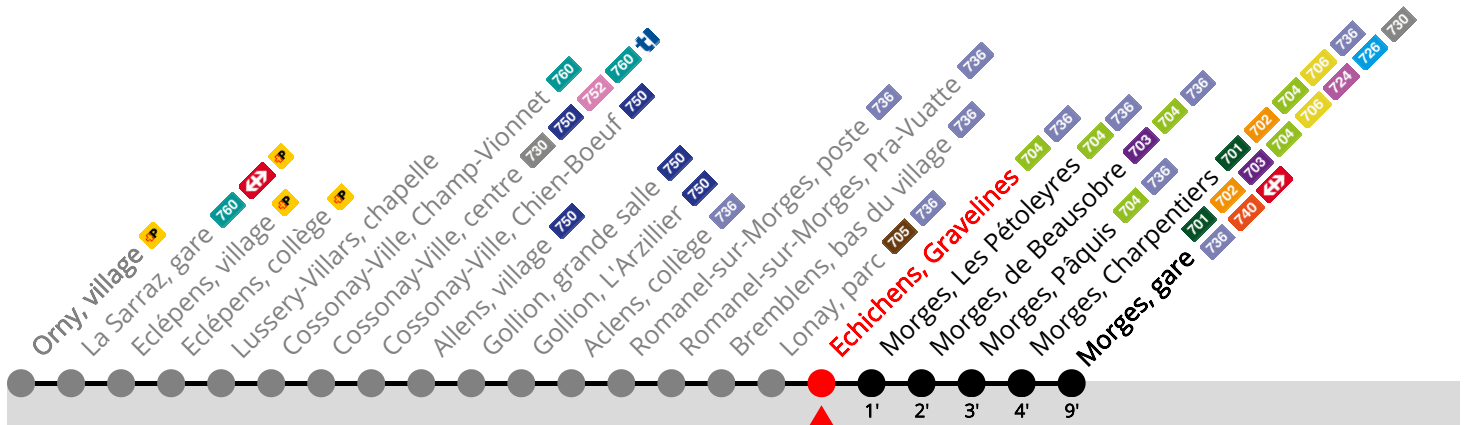 Orny, village P
La Sarraz, gare 760 P
Eclépens, village P
Eclépens, collège P
Lussery-Villars, chapelle
Cossonay-Ville, Champ-Vionnet 760
Cossonay-Ville, centre 730 750 752 760 tl
Cossonay-Ville, Chien-Boeuf 750
Allens, village 750
Gollion, grande salle 750
Gollion, L'Arzillier 750
Aclens, collège 736
Romanel-sur-Morges, poste 736
Romanel-sur-Morges, Pra-Vuatte 736
Bremblens, bas du village 736
Lonay, parc 705 736
Echichens, Gravelines 704 736
Morges, Les Pétoleyres 704 736
Morges, de Beausobre 703 704 736
Morges, Pâquis 704 736
Morges, Charpentiers 701 702 704 706 736
Morges, gare 701 702 703 704 706 724 726 730
736 740
1' 2' 3' 4' 9'